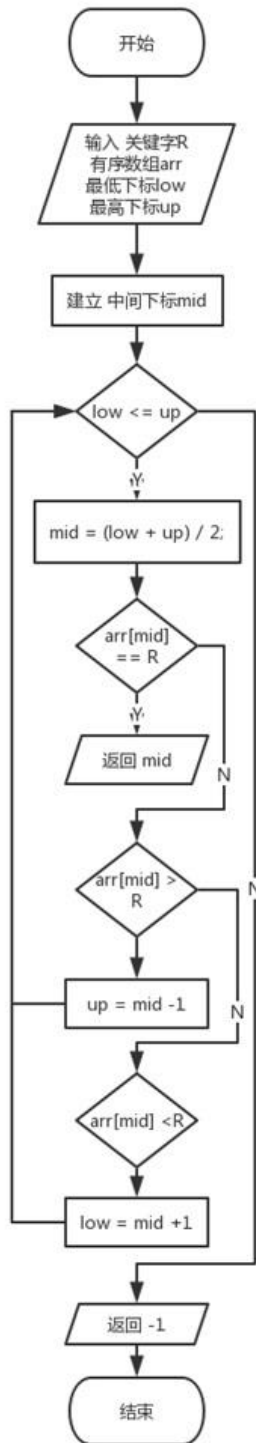 开始
输入 关键字R
有序数组arr
最低下标low
最高下标up
建立 中间下标mid
low <= up
Y
mid = (low + up) / 2;
arr[mid]
== R
Y
返回 mid
N
arr[mid] >
R
N
up = mid -1
N
arr[mid] <R
low = mid +1
返回 -1
结束